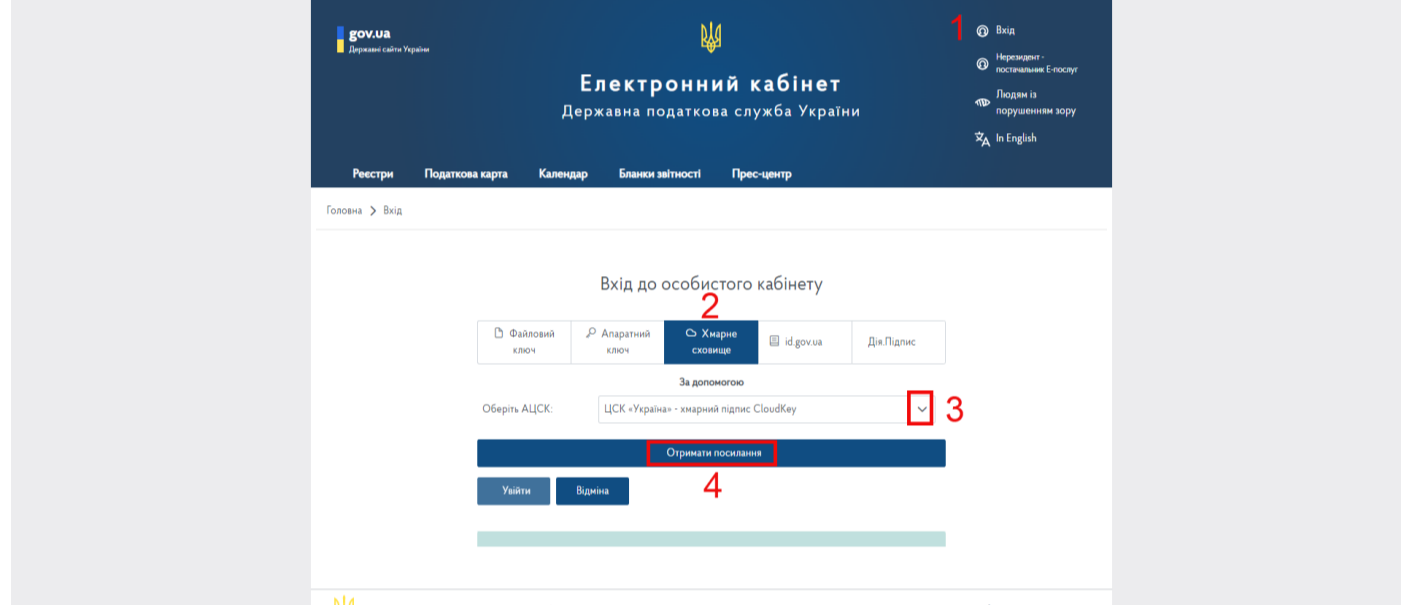 gov.ua
Державні сайти України
Електронний кабінет
Державна податкова служба України
1
Вхід
Нерезидент -
постачальник Е-послуг
Людям із
порушенням зору
In English
Реєстри Податкова карта Календар Бланки звітності Прес-центр
Головна > Вхід
Вхід до особистого кабінету
2
Файловий
ключ
Апаратний
ключ
Хмарне
сховище
id.gov.ua
Дія.Підпис
За допомогою
Оберіть АЦСК:
ЦСК «Україна» - хмарний підпис CloudKey
3
Отримати посилання
4
Увійти
Відміна